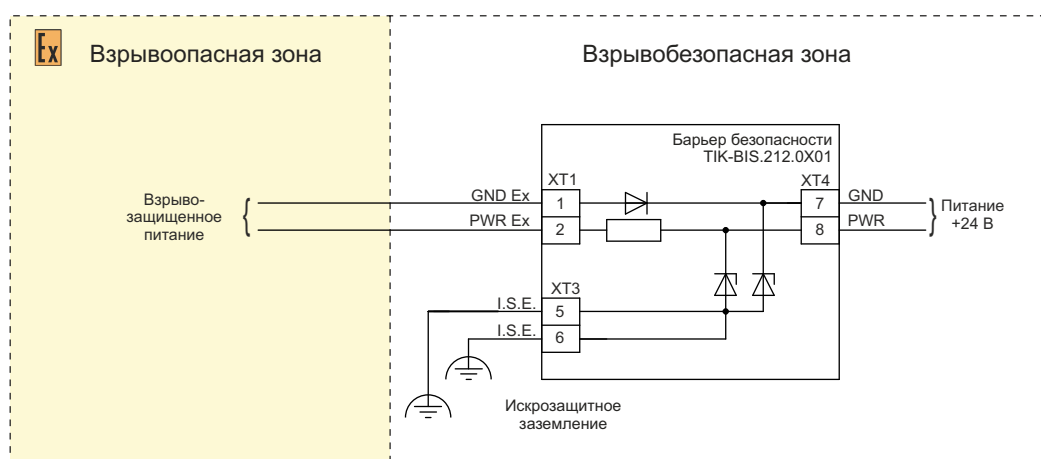 Ex
Взрывоопасная зона
Взрывобезопасная зона
Барьер безопасности
TIK-BIS.212.0X01
XT1
XT4
GND Ex
1
7
GND
PWR Ex
2
8
PWR
Взрыво-
защищенное
питание
Питание
+24 В
XT3
I.S.E.
5
I.S.E.
6
Искрозащитное
заземление